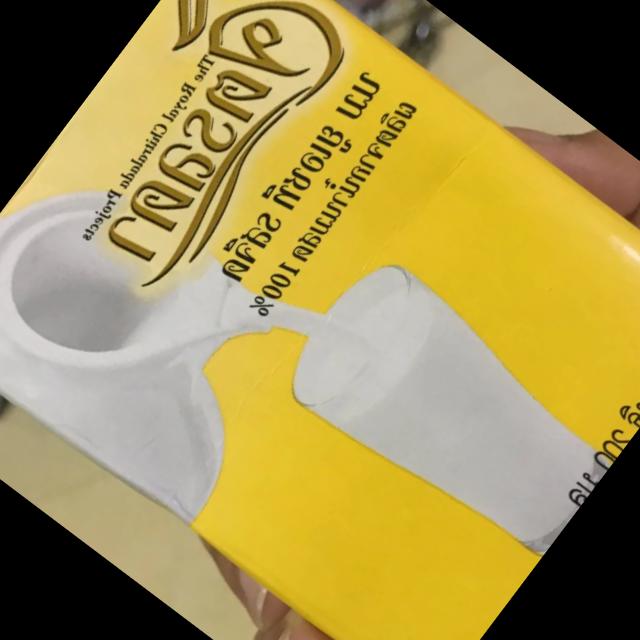 จิตรลดา
The Royal Chitralada Projects
นม ยูเอชที รสจืด
ผลิตจากน้ำนมสด 100%
200